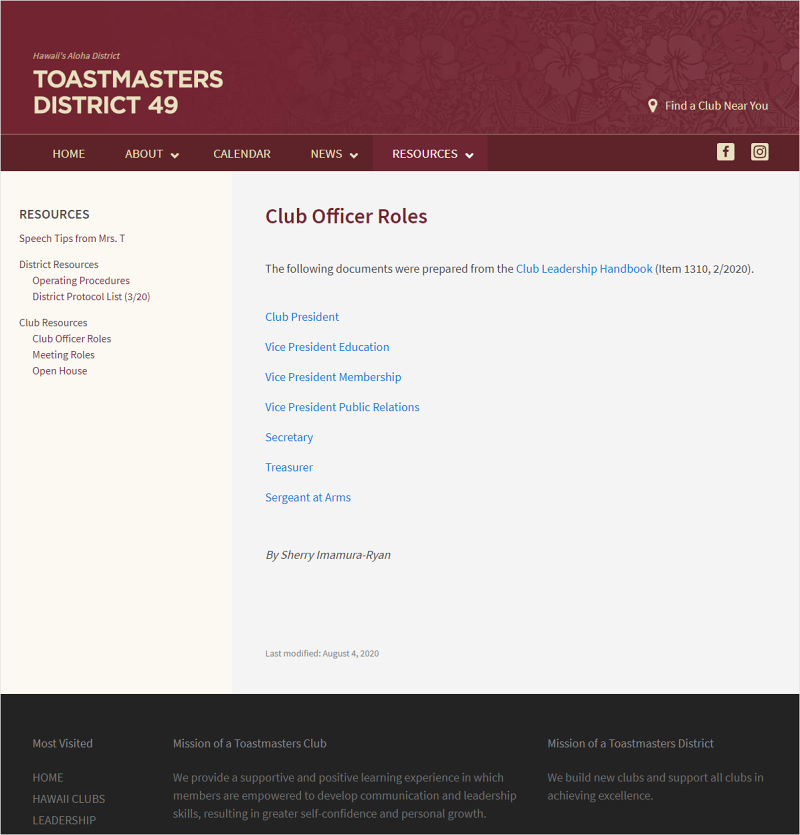 Hawaii's Aloha District
TOASTMASTERS
DISTRICT 49
Find a Club Near You
HOME ABOUT CALENDAR NEWS RESOURCES
RESOURCES
Speech Tips from Mrs. T
District Resources
Operating Procedures
District Protocol List (3/20)
Club Resources
Club Officer Roles
Meeting Roles
Open House
Club Officer Roles
The following documents were prepared from the Club Leadership Handbook (Item 1310, 2/2020).
Club President
Vice President Education
Vice President Membership
Vice President Public Relations
Secretary
Treasurer
Sergeant at Arms
By Sherry Imamura-Ryan
Last modified: August 4, 2020
Most Visited
HOME
HAWAII CLUBS
LEADERSHIP
Mission of a Toastmasters Club
We provide a supportive and positive learning experience in which
members are empowered to develop communication and leadership
skills, resulting in greater self-confidence and personal growth.
Mission of a Toastmasters District
We build new clubs and support all clubs in
achieving excellence.